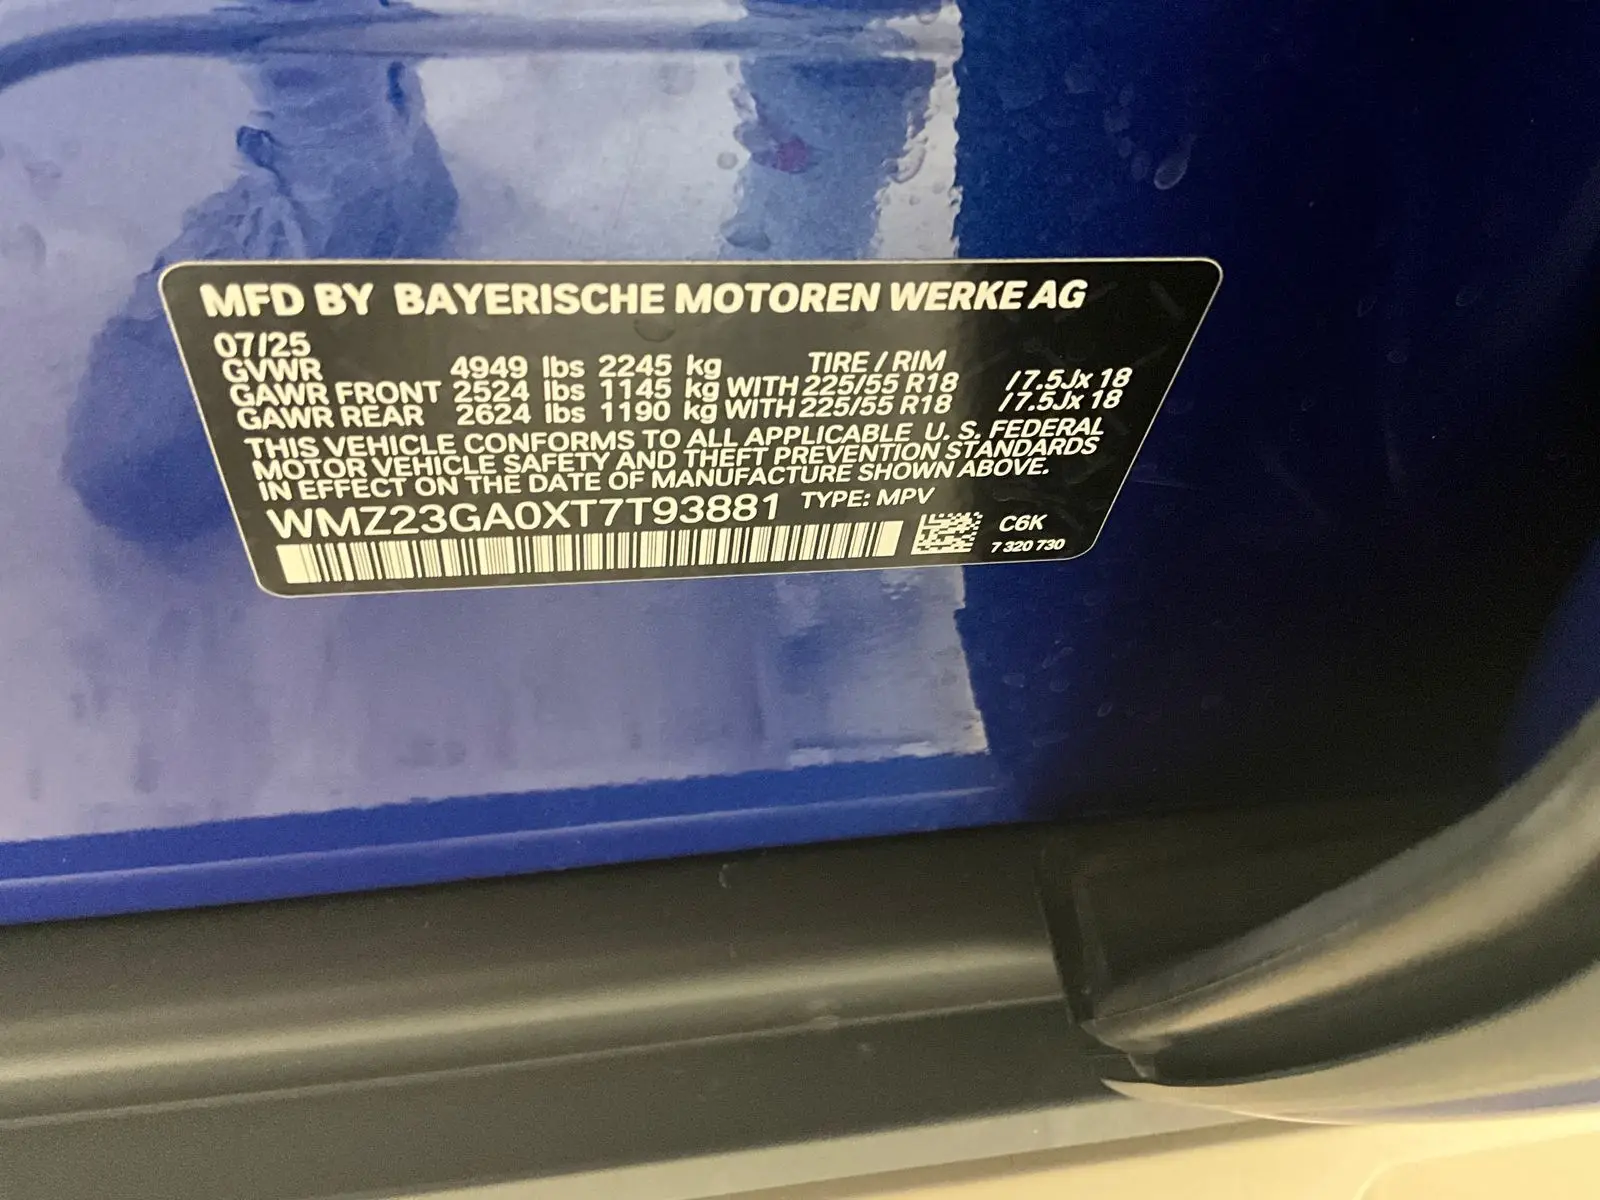 MFD BY BAYERISCHE MOTOREN WERKE AG
07/25
GVWR 4949 lbs 2245 kg TIRE / RIM
GAWR FRONT 2524 lbs 1145 kg WITH 225/55 R18 / 7.5Jx 18
GAWR REAR 2624 lbs 1190 kg WITH 225/55 R18 / 7.5Jx 18
THIS VEHICLE CONFORMS TO ALL APPLICABLE U. S. FEDERAL
MOTOR VEHICLE SAFETY AND THEFT PREVENTION STANDARDS
IN EFFECT ON THE DATE OF MANUFACTURE SHOWN ABOVE.
WMZ23GA0XT7T93881 TYPE: MPV
C6K
7 320 730